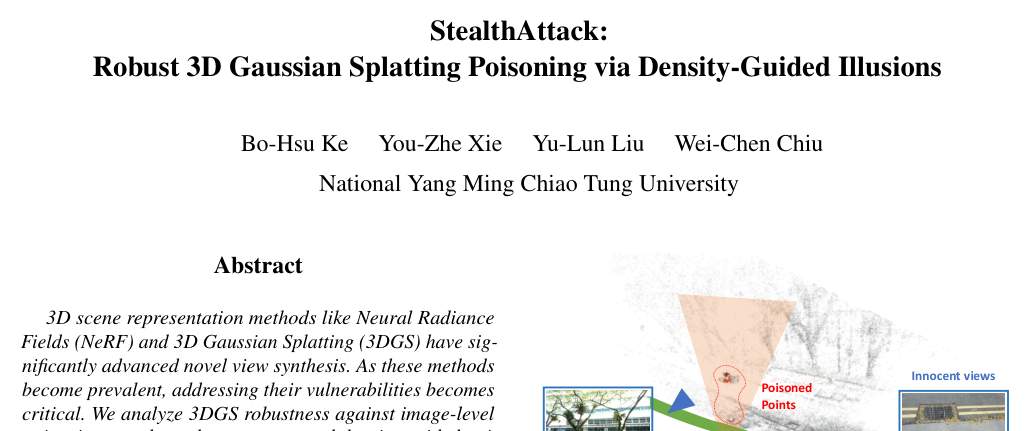 StealthAttack:
Robust 3D Gaussian Splatting Poisoning via Density-Guided Illusions
Bo-Hsu Ke You-Zhe Xie Yu-Lun Liu Wei-Chen Chiu
National Yang Ming Chiao Tung University
Abstract
3D scene representation methods like Neural Radiance
Fields (NeRF) and 3D Gaussian Splatting (3DGS) have sig-
nificantly advanced novel view synthesis. As these methods
become prevalent, addressing their vulnerabilities becomes
critical. We analyze 3DGS robustness against image-level
Poisoned
Points
Innocent views